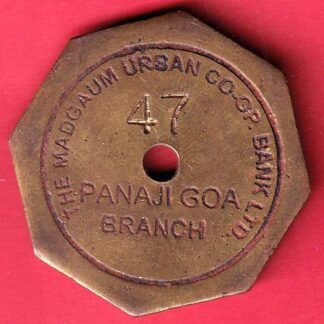 THE MADGAUM URBAN CO-OP. BANK LTD.
47
PANAJI GOA
BRANCH